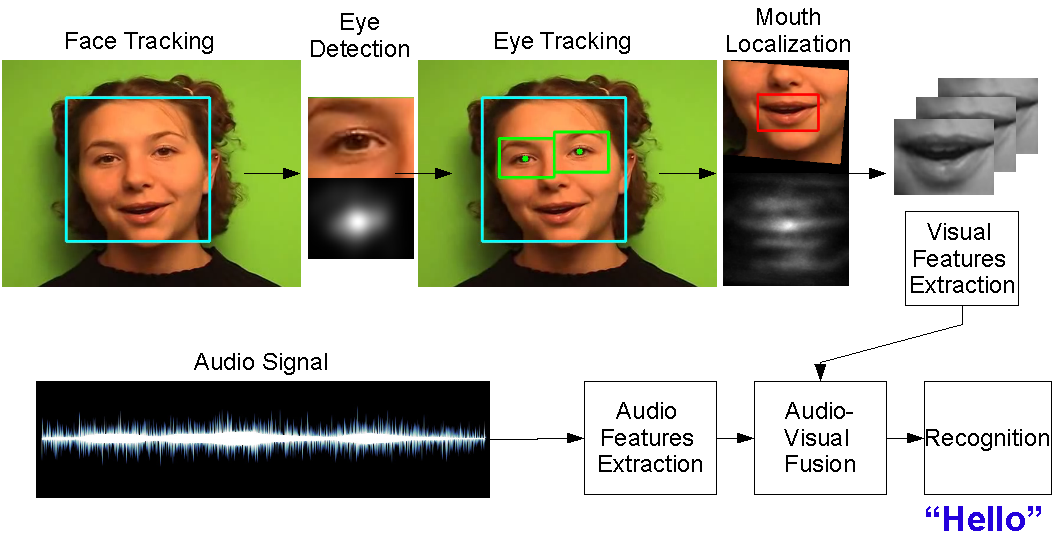 Face Tracking
Eye
Detection
Eye Tracking
Mouth
Localization
Visual
Features
Extraction
Audio Signal
Audio
Features
Extraction
Audio-
Visual
Fusion
Recognition
“Hello”